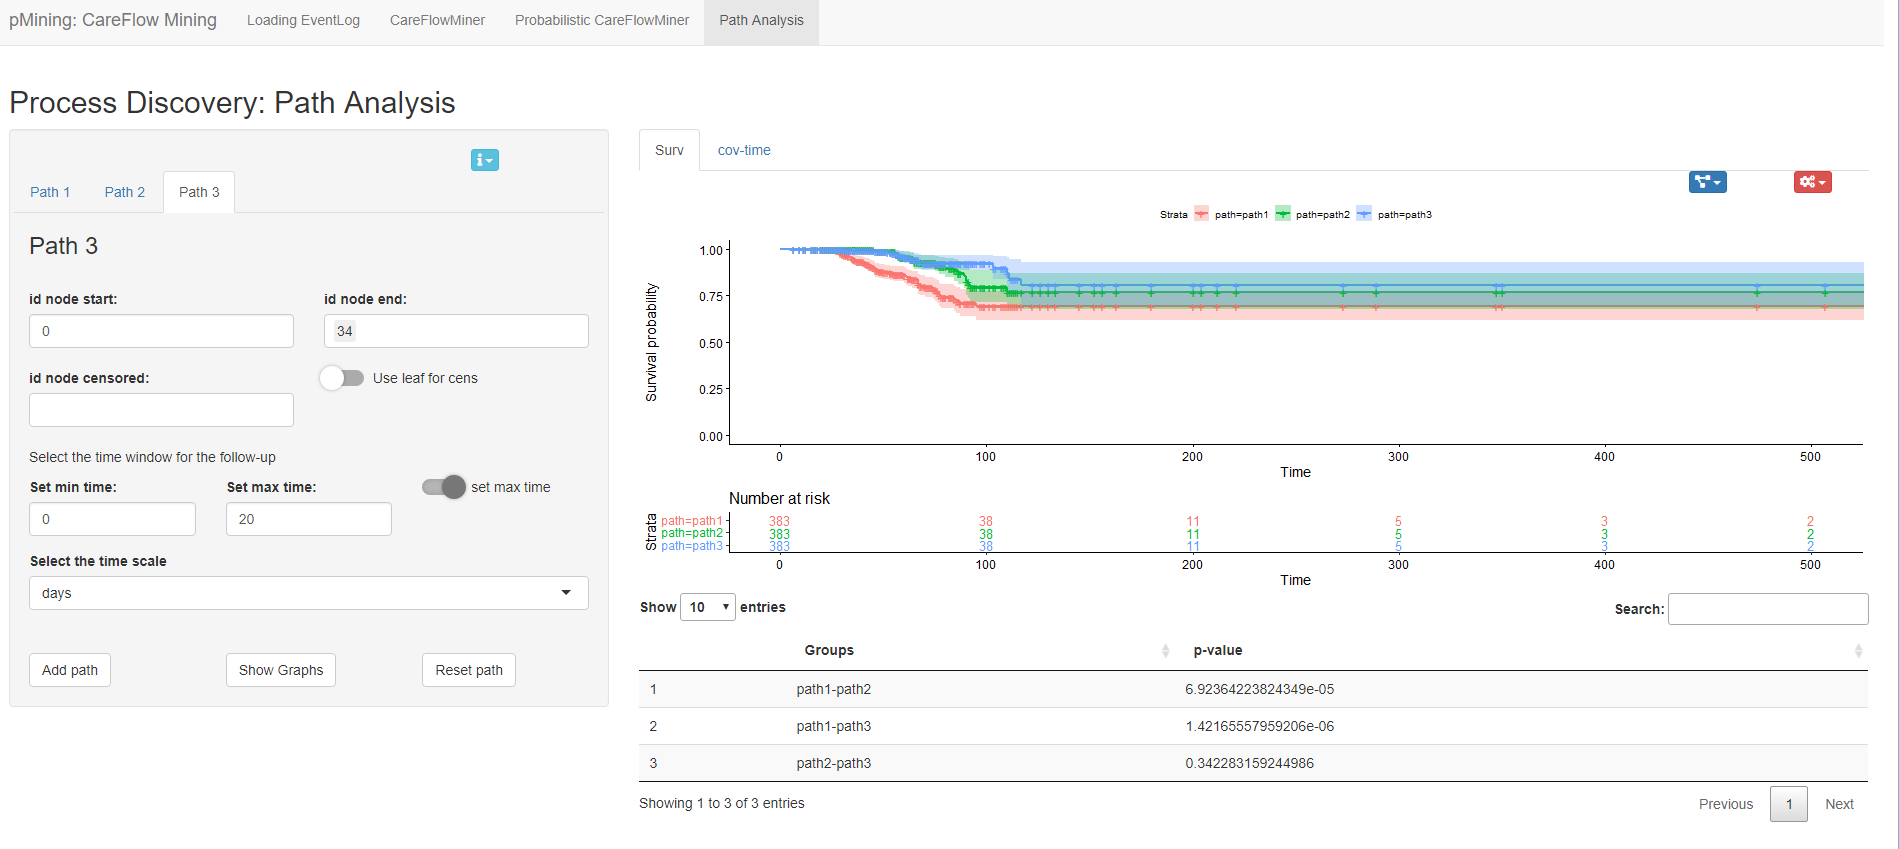 pMining: CareFlow Mining Loading EventLog CareFlowMiner Probabilistic CareFlowMiner Path Analysis
Process Discovery: Path Analysis
i
Path 1 Path 2 Path 3
Path 3
id node start: id node end:
0 34
id node censored: Use leaf for cens
Select the time window for the follow-up
Set min time: Set max time: set max time
0 20
Select the time scale
days
Add path Show Graphs Reset path
Surv cov-time
Strata path=path1 path=path2 path=path3
Survival probability
1.00
0.75
0.50
0.25
0.00
0 100 200 300 400 500
Time
Number at risk
Strata
path=path1 383 38 11 5 3 2
path=path2 383 38 11 5 3 2
path=path3 383 38 11 5 3 2
0 100 200 300 400 500
Time
Show 10 entries Search:
Groups p-value
1 path1-path2 6.92364223824349e-05
2 path1-path3 1.42165557959206e-06
3 path2-path3 0.342283159244986
Showing 1 to 3 of 3 entries Previous 1 Next